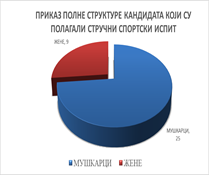 ПРИКАЗ ПОЛНЕ СТРУКТУРЕ КАНДИДАТА КОЈИ СУ
ПОЛАГАЛИ СТРУЧНИ СПОРТСКИ ИСПИТ
ЖЕНЕ, 9
МУШКАРЦИ,
25
МУШКАРЦИ ЖЕНЕ